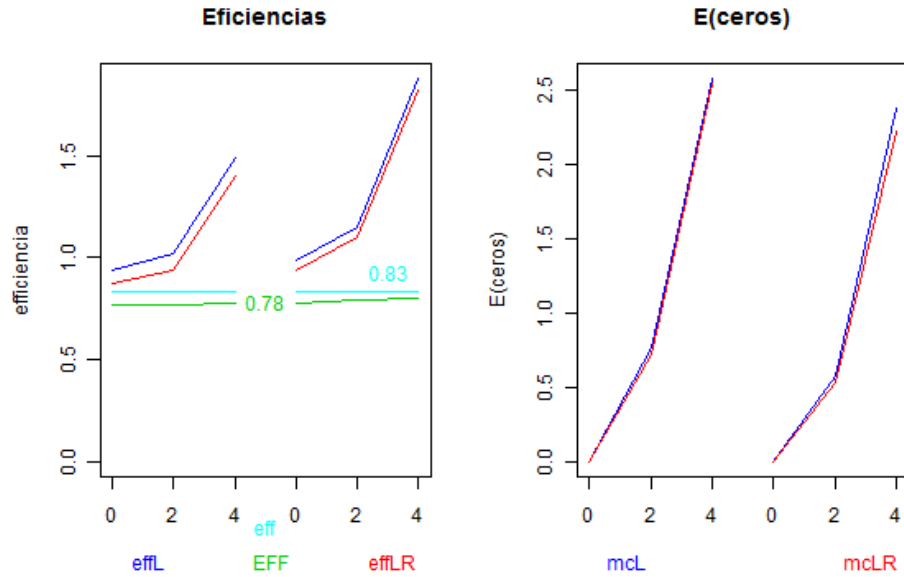 Eficiencias
efficiencia
0.0
0.5
1.0
1.5
0.83
0.78
0 2 4 0 2 4
eff
effL EFF effLR
E(ceros)
E(ceros)
0.0
0.5
1.0
1.5
2.0
2.5
0 2 4 0 2 4
mcL mcLR